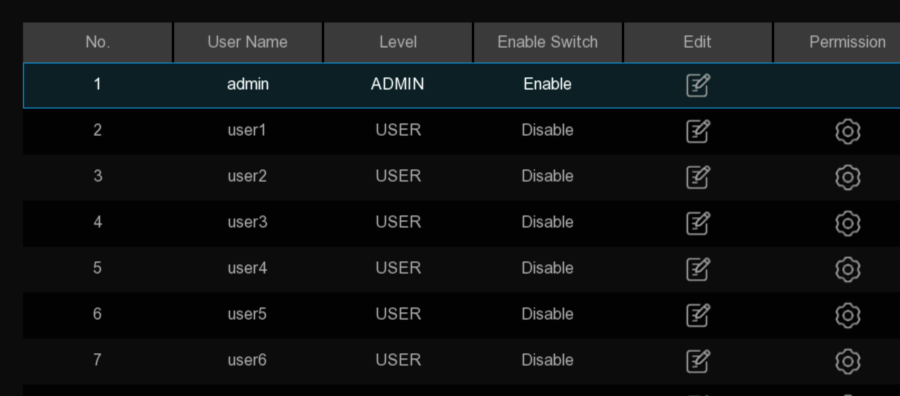 No. User Name Level Enable Switch Edit Permission
1 admin ADMIN Enable
2 user1 USER Disable
3 user2 USER Disable
4 user3 USER Disable
5 user4 USER Disable
6 user5 USER Disable
7 user6 USER Disable